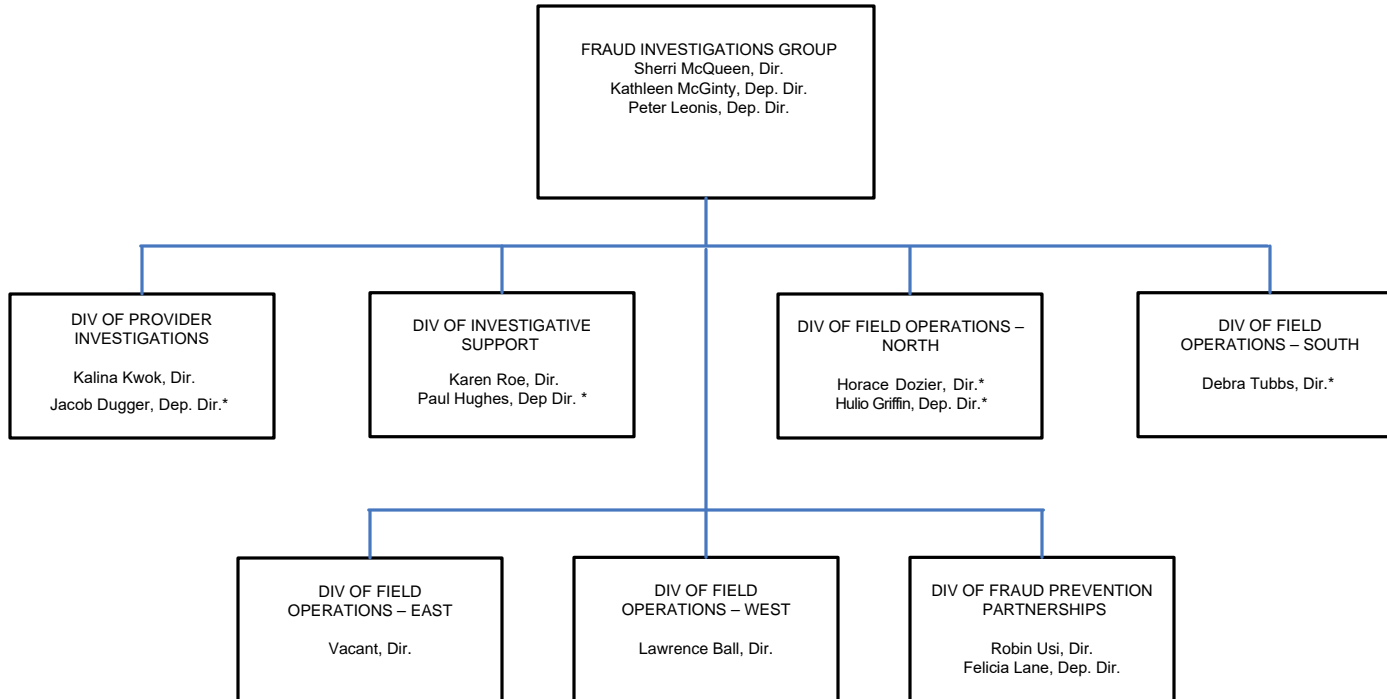 FRAUD INVESTIGATIONS GROUP
Sherri McQueen, Dir.
Kathleen McGinty, Dep. Dir.
Peter Leonis, Dep. Dir.
DIV OF PROVIDER
INVESTIGATIONS
Kalina Kwok, Dir.
Jacob Dugger, Dep. Dir.*
DIV OF INVESTIGATIVE
SUPPORT
Karen Roe, Dir.
Paul Hughes, Dep Dir. *
DIV OF FIELD OPERATIONS –
NORTH
Horace Dozier, Dir.*
Hulio Griffin, Dep. Dir.*
DIV OF FIELD
OPERATIONS – SOUTH
Debra Tubbs, Dir.*
DIV OF FIELD
OPERATIONS – EAST
Vacant, Dir.
DIV OF FIELD
OPERATIONS – WEST
Lawrence Ball, Dir.
DIV OF FRAUD PREVENTION
PARTNERSHIPS
Robin Usi, Dir.
Felicia Lane, Dep. Dir.